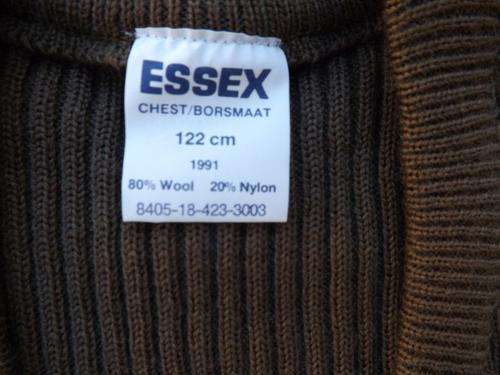 ESSEX
CHEST/BORSMAAT
122 cm
1991
80% Wool 20% Nylon
8405-18-423-3003